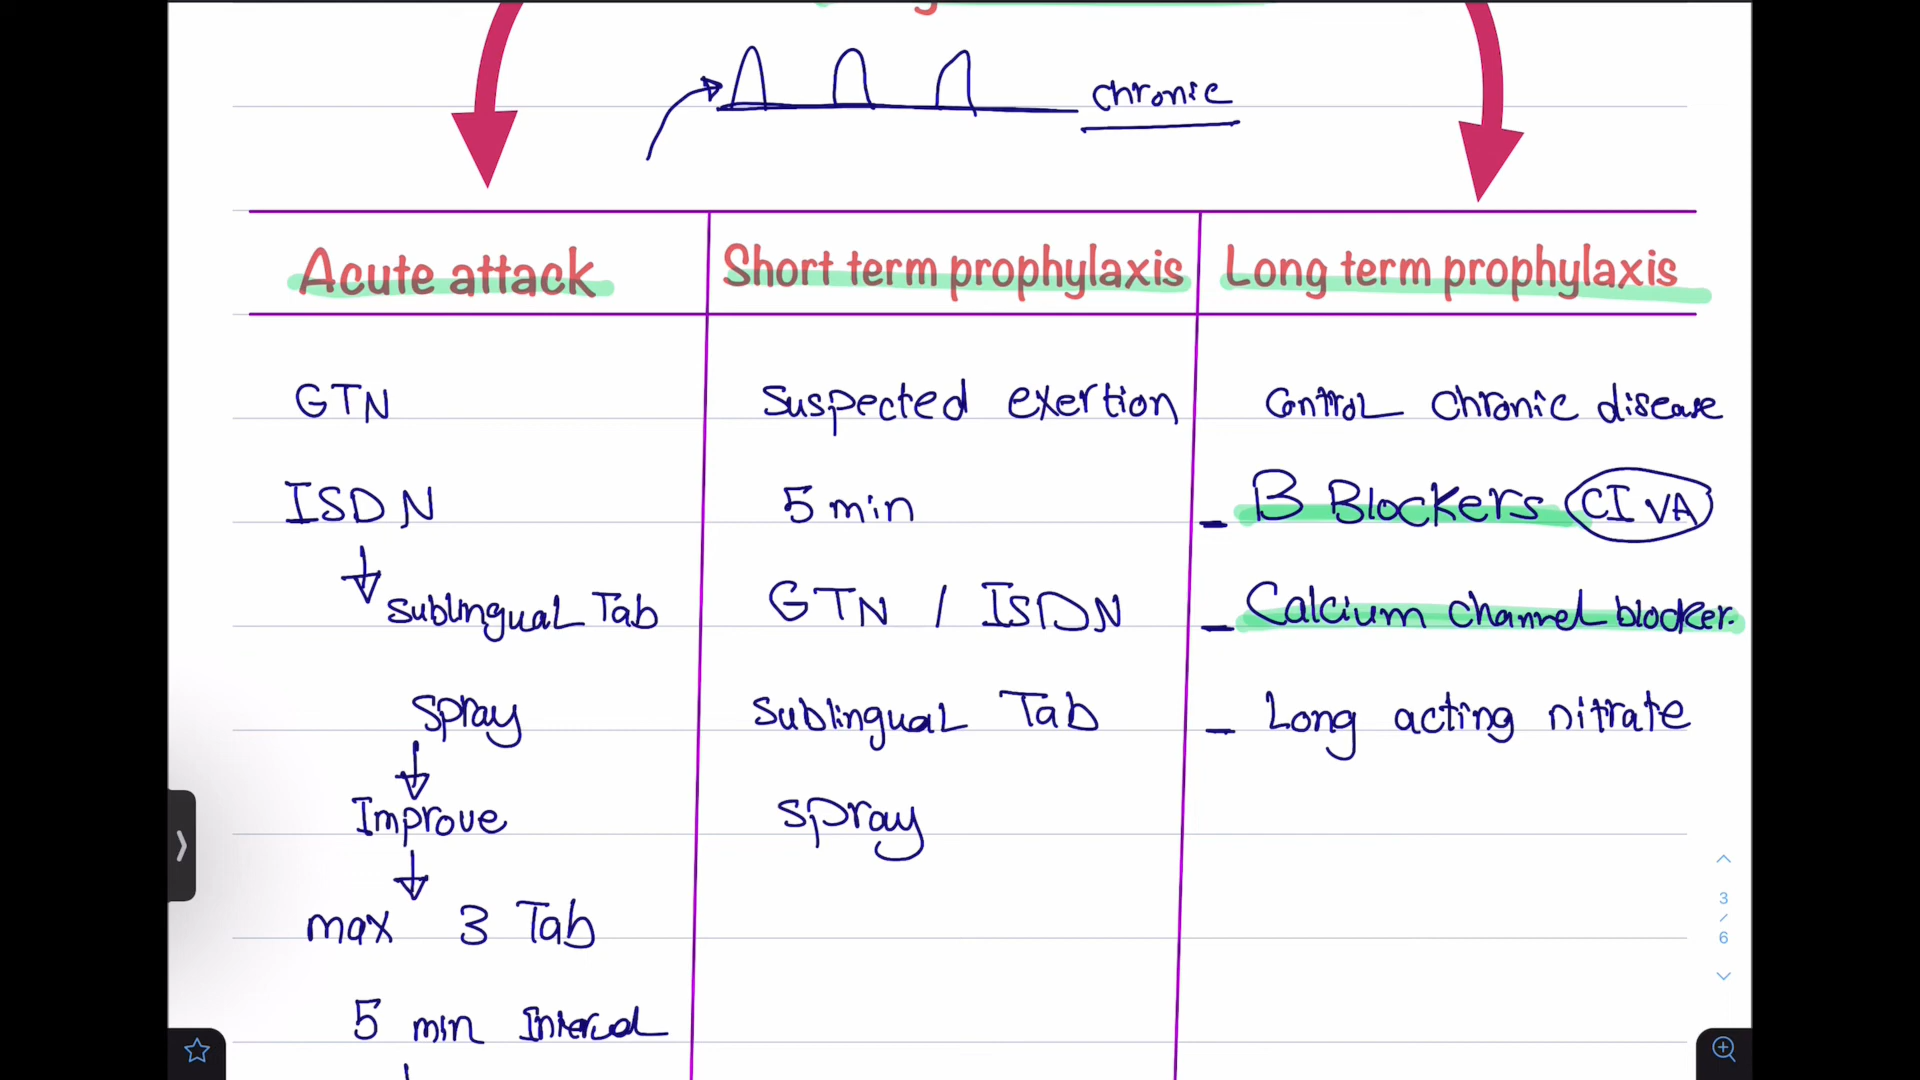 chronic
Acute attack
Short term prophylaxis
Long term prophylaxis
GTN
ISDN
Sublingual Tab
Spray
Improve
max 3 Tab
5 min Interval
Suspected exertion
5 min
GTN / ISDN
Sublingual Tab
Spray
Control chronic disease
- B Blockers CI VA
- Calcium channel blocker.
- Long acting nitrate
3
/
6